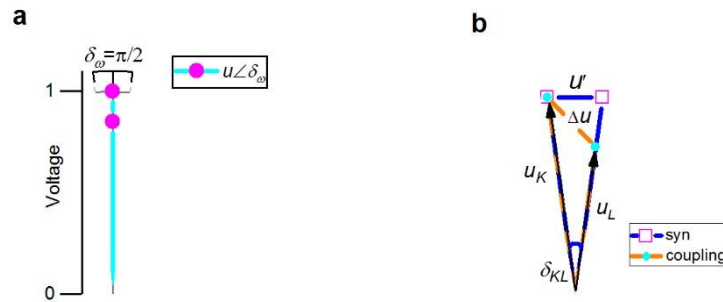 a
δω=π/2
u∠δω
1
Voltage
0
b
u'
Δu
uK
uL
δKL
syn
coupling